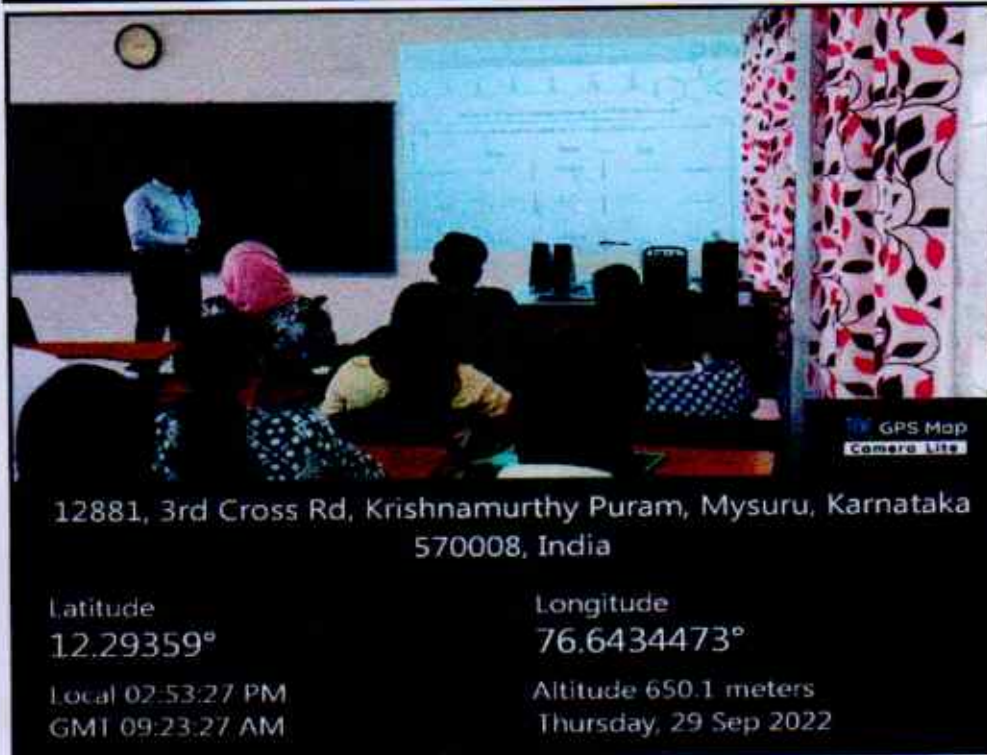 GPS Map
Camera Lite
12881, 3rd Cross Rd, Krishnamurthy Puram, Mysuru, Karnataka
570008, India
Latitude
12.29359°
Longitude
76.6434473°
Local 02:53:27 PM
GMT 09:23:27 AM
Altitude 650.1 meters
Thursday, 29 Sep 2022